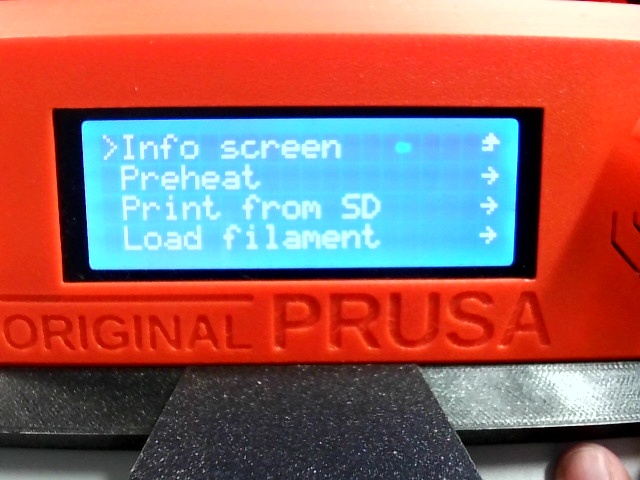 >Info screen
Preheat →
Print from SD →
Load filament →
ORIGINAL PRUSA